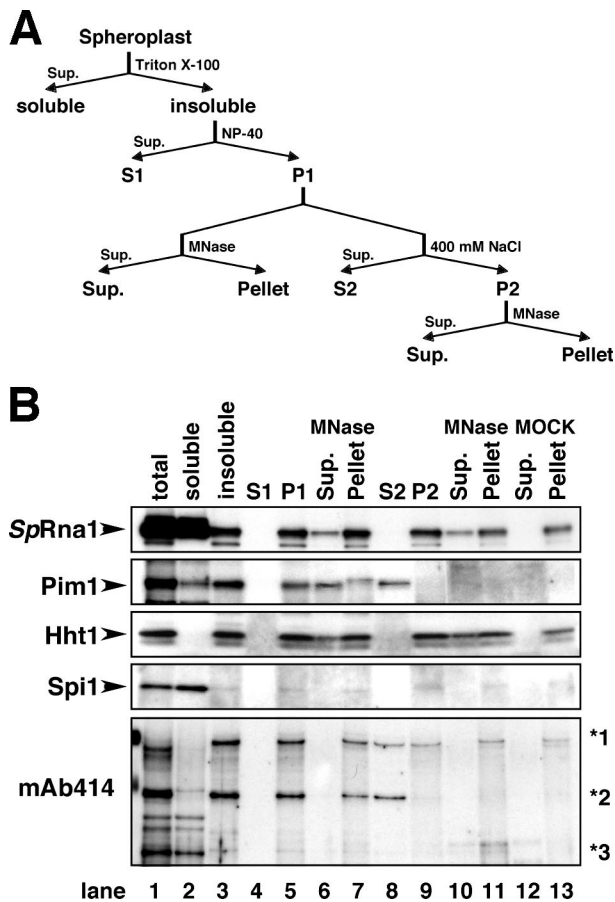 A
Spheroplast
Sup. Triton X-100
soluble insoluble
Sup. NP-40
S1 P1
Sup. MNase Sup. 400 mM NaCl
Sup. Pellet S2 P2
Sup. MNase
Sup. Pellet
B
MNase MNase MOCK
total soluble insoluble S1 P1 Sup. Pellet S2 P2 Sup. Pellet Sup. Pellet
SpRna1
Pim1
Hht1
Spi1
mAb414
*1
*2
*3
lane 1 2 3 4 5 6 7 8 9 10 11 12 13